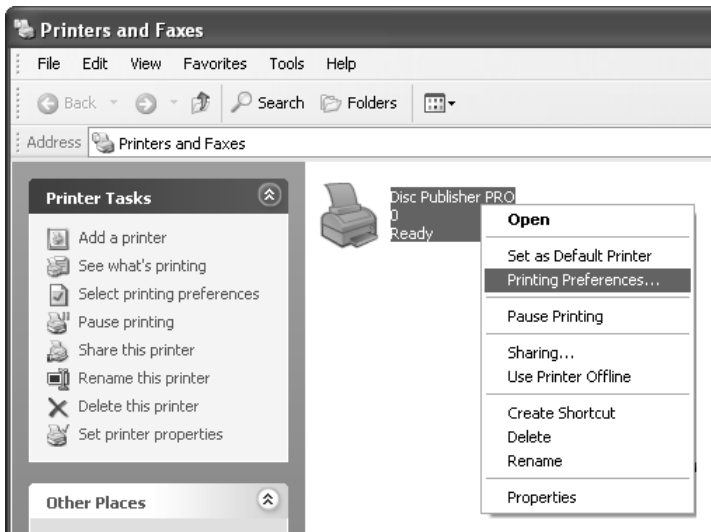 Printers and Faxes
File Edit View Favorites Tools Help
Back Search Folders
Address Printers and Faxes
Printer Tasks
Add a printer
See what's printing
Select printing preferences
Pause printing
Share this printer
Rename this printer
Delete this printer
Set printer properties
Other Places
Disc Publisher PRO
0
Ready
Open
Set as Default Printer
Printing Preferences...
Pause Printing
Sharing...
Use Printer Offline
Create Shortcut
Delete
Rename
Properties